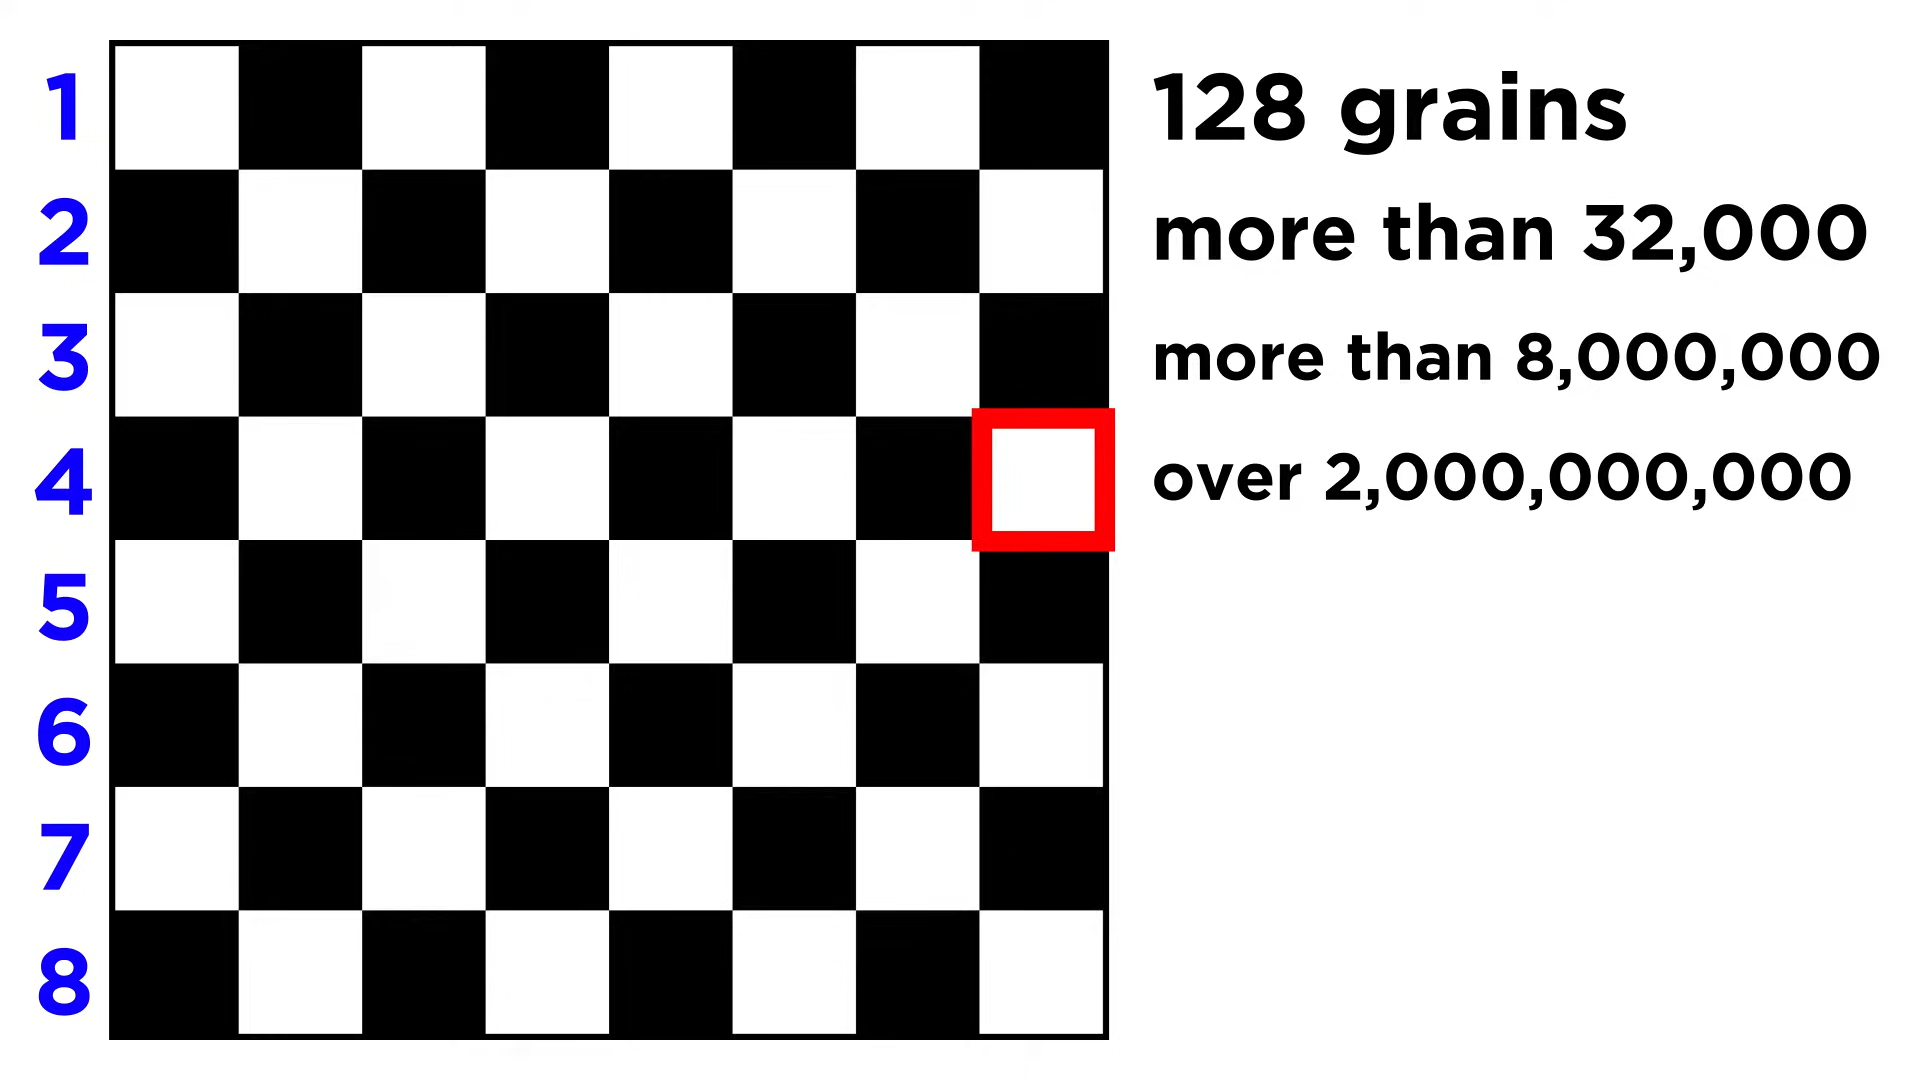 1 128 grains
2 more than 32,000
3 more than 8,000,000
4 over 2,000,000,000
5
6
7
8